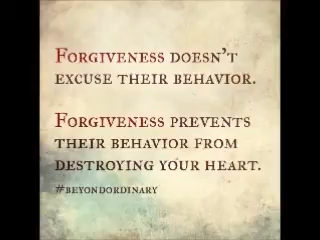 Forgiveness doesn't
excuse their behavior.
Forgiveness prevents
their behavior from
destroying your heart.
#beyondordinary